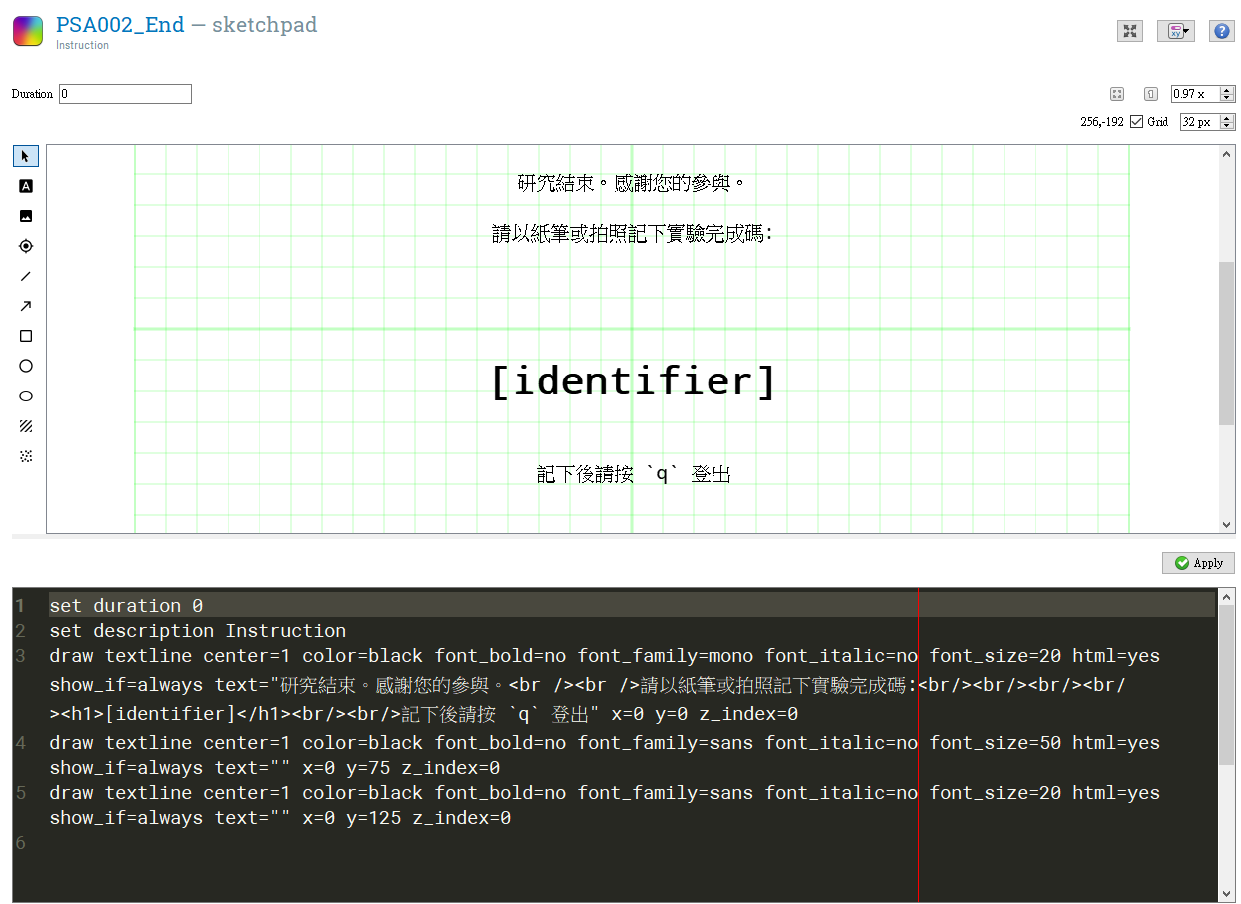 PSA002_End — sketchpad
Instruction
Duration 0
0.97 x
256,-192 Grid 32 px
研究結束。感謝您的參與。
請以紙筆或拍照記下實驗完成碼:
[identifier]
記下後請按 `q` 登出
Apply
1 set duration 0
2 set description Instruction
3 draw textline center=1 color=black font_bold=no font_family=mono font_italic=no font_size=20 html=yes
show_if=always text="研究結束。感謝您的參與。<br /><br />請以紙筆或拍照記下實驗完成碼:<br/><br/><br/><br/
><h1>[identifier]</h1><br/><br/>記下後請按 `q` 登出" x=0 y=0 z_index=0
4 draw textline center=1 color=black font_bold=no font_family=sans font_italic=no font_size=50 html=yes
show_if=always text="" x=0 y=75 z_index=0
5 draw textline center=1 color=black font_bold=no font_family=sans font_italic=no font_size=20 html=yes
show_if=always text="" x=0 y=125 z_index=0
6